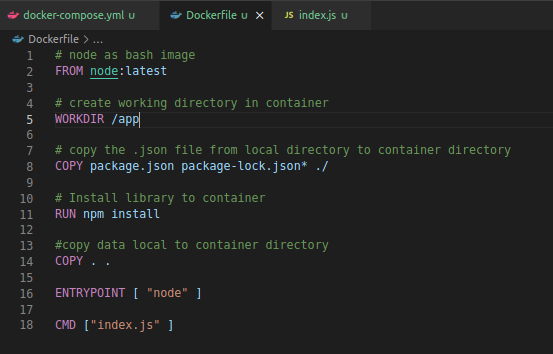 docker-compose.yml U Dockerfile U × JS index.js U
Dockerfile > ...
1 # node as bash image
2 FROM node:latest
3
4 # create working directory in container
5 WORKDIR /app
6
7 # copy the .json file from local directory to container directory
8 COPY package.json package-lock.json* ./
9
10 # Install library to container
11 RUN npm install
12
13 #copy data local to container directory
14 COPY . .
15
16 ENTRYPOINT [ "node" ]
17
18 CMD ["index.js" ]